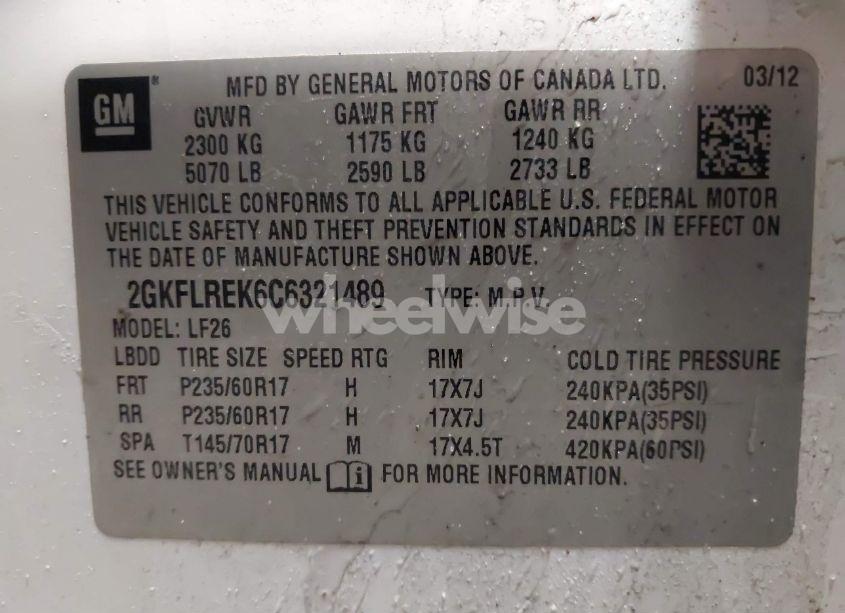 GM ® MFD BY GENERAL MOTORS OF CANADA LTD. 03/12
GVWR GAWR FRT GAWR RR
2300 KG 1175 KG 1240 KG
5070 LB 2590 LB 2733 LB
THIS VEHICLE CONFORMS TO ALL APPLICABLE U.S. FEDERAL MOTOR
VEHICLE SAFETY AND THEFT PREVENTION STANDARDS IN EFFECT ON
THE DATE OF MANUFACTURE SHOWN ABOVE.
2GKFLREK6C6321489 TYPE: M.P.V.
wheelwise
MODEL: LF26
LBDD TIRE SIZE SPEED RTG RIM COLD TIRE PRESSURE
FRT P235/60R17 H 17X7J 240KPA(35PSI)
RR P235/60R17 H 17X7J 240KPA(35PSI)
SPA T145/70R17 M 17X4.5T 420KPA(60PSI)
SEE OWNER'S MANUAL i FOR MORE INFORMATION.